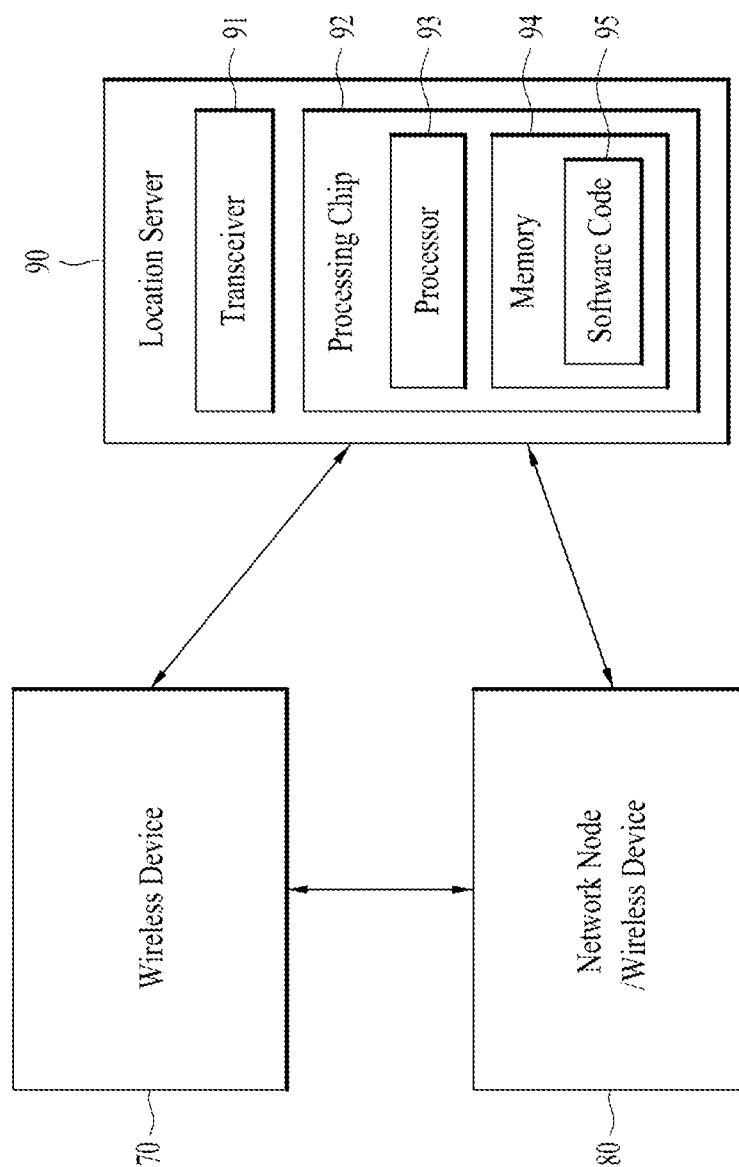 90
Location Server
Transceiver
91
Processing Chip
92
Processor
93
Memory
94
Software Code
95
70
Wireless Device
80
Network Node
/Wireless Device